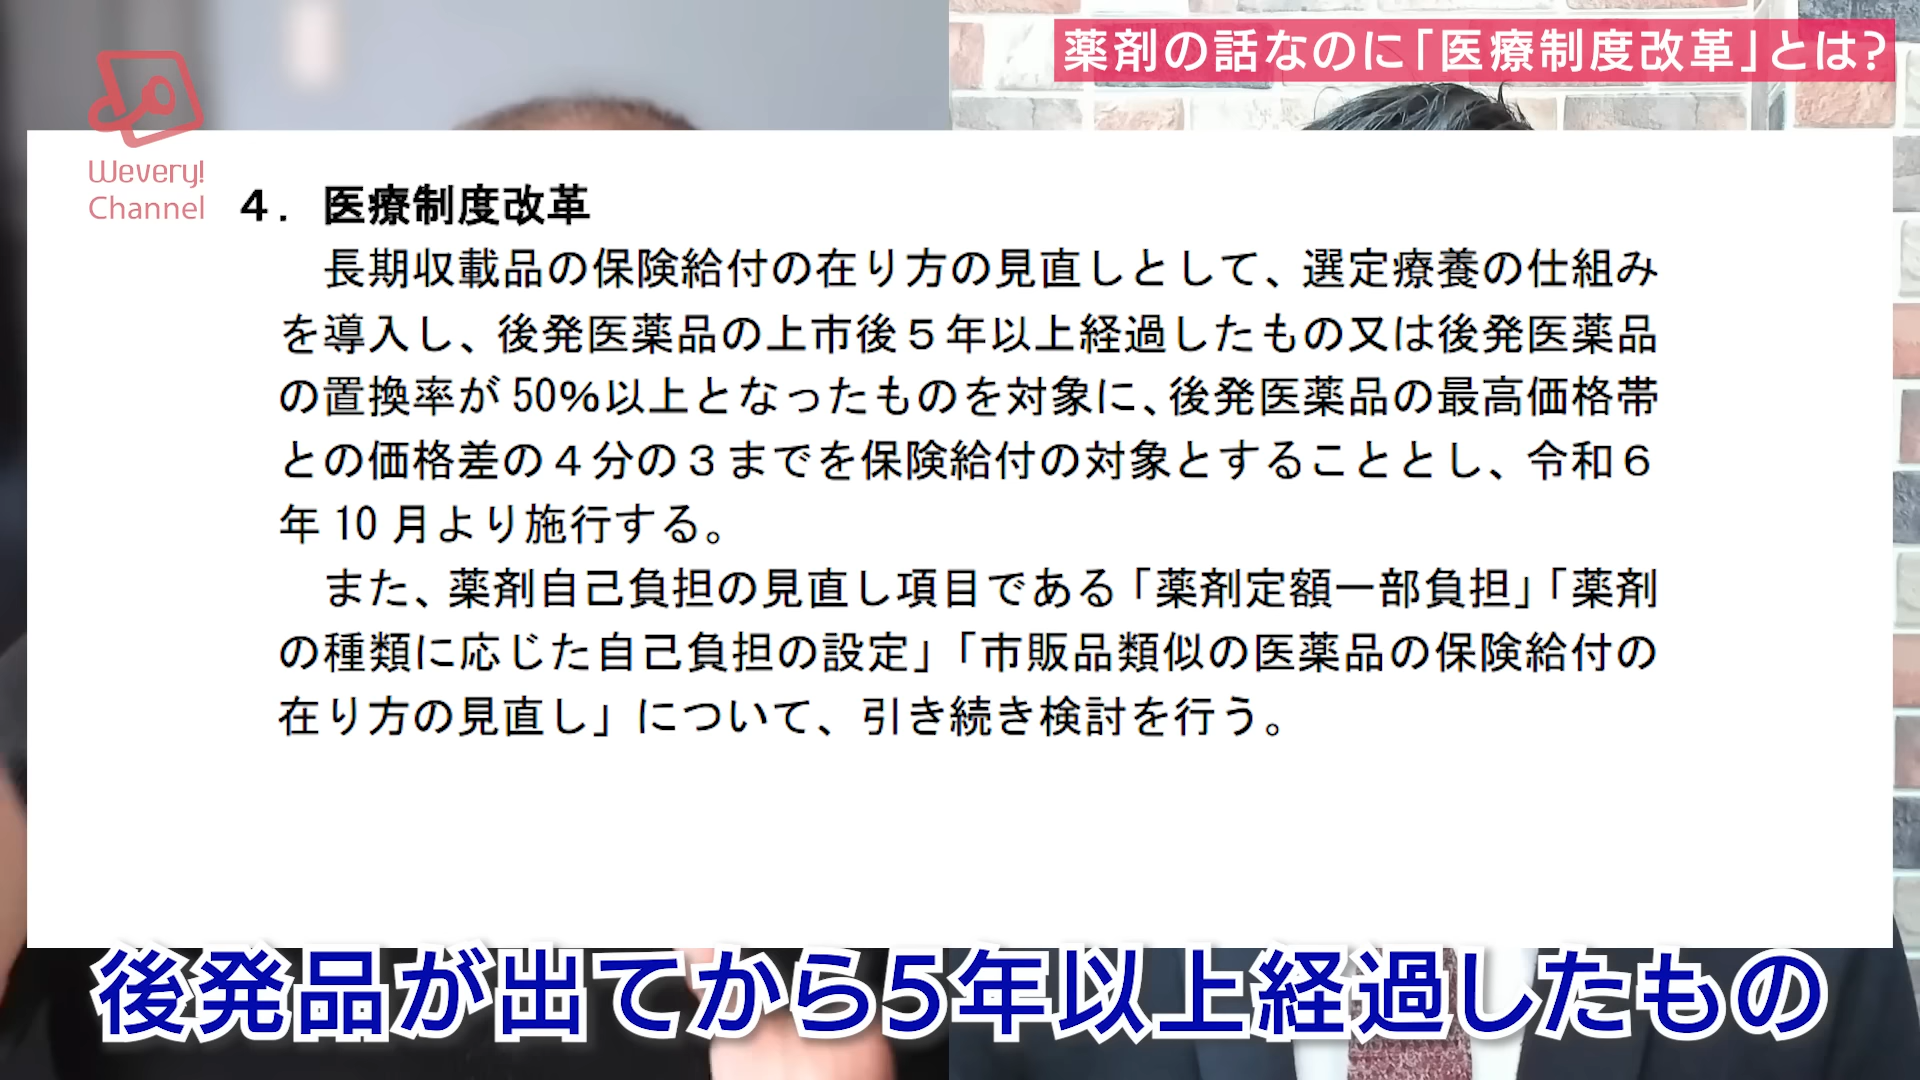 薬剤の話なのに「医療制度改革」とは?
Wevery!
Channel
4. 医療制度改革
長期収載品の保険給付の在り方の見直しとして、選定療養の仕組み
を導入し、後発医薬品の上市後5年以上経過したもの又は後発医薬品
の置換率が50%以上となったものを対象に、後発医薬品の最高価格帯
との価格差の4分の3までを保険給付の対象とすることとし、令和6
年10月より施行する。
また、薬剤自己負担の見直し項目である「薬剤定額一部負担」「薬剤
の種類に応じた自己負担の設定」「市販品類似の医薬品の保険給付の
在り方の見直し」について、引き続き検討を行う。
後発品が出てから5年以上経過したもの